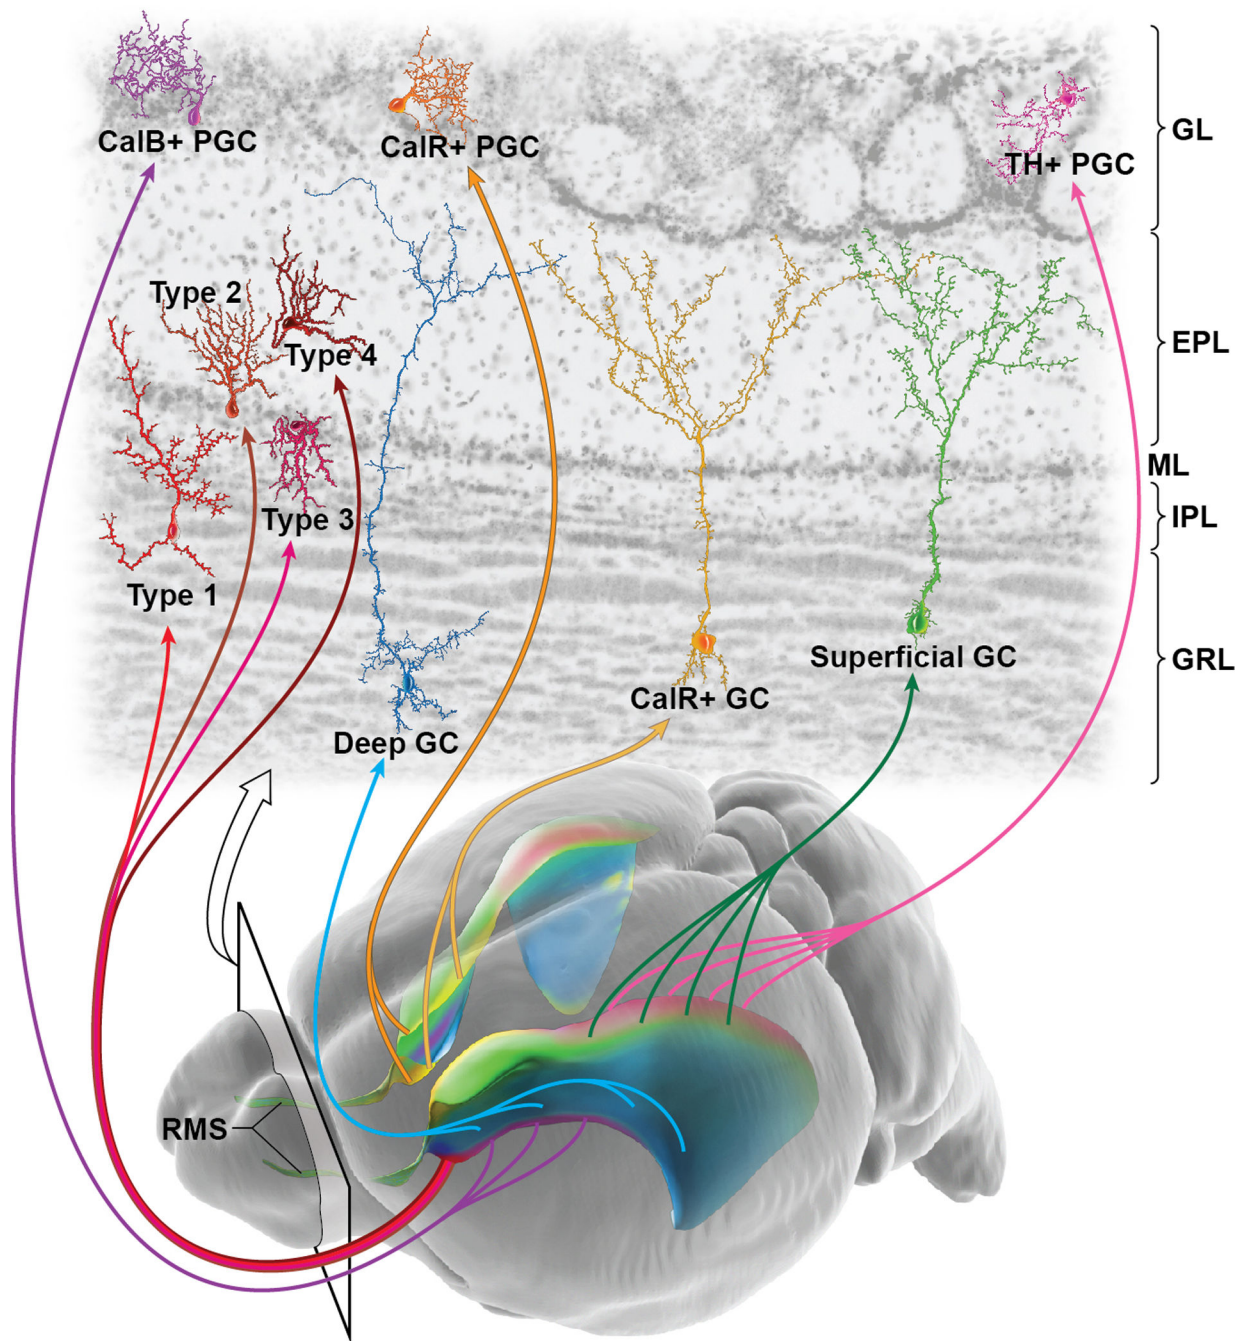 CalB+ PGC
CalR+ PGC
TH+ PGC
GL
Type 2
Type 4
EPL
ML
Type 3
IPL
Type 1
Superficial GC
GRL
CalR+ GC
Deep GC
RMS